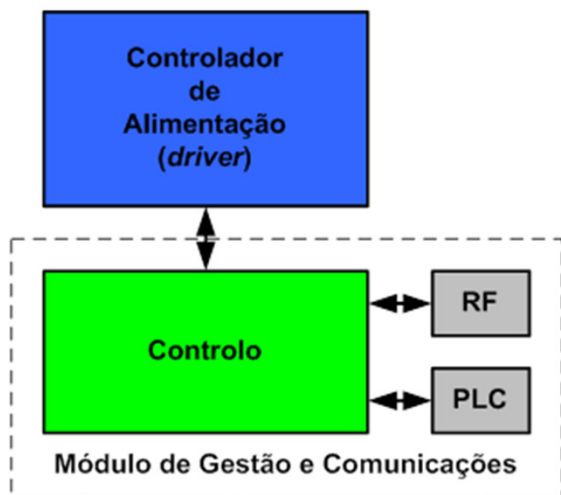 Controlador
de
Alimentação
(driver)
Controlo
RF
PLC
Módulo de Gestão e Comunicações